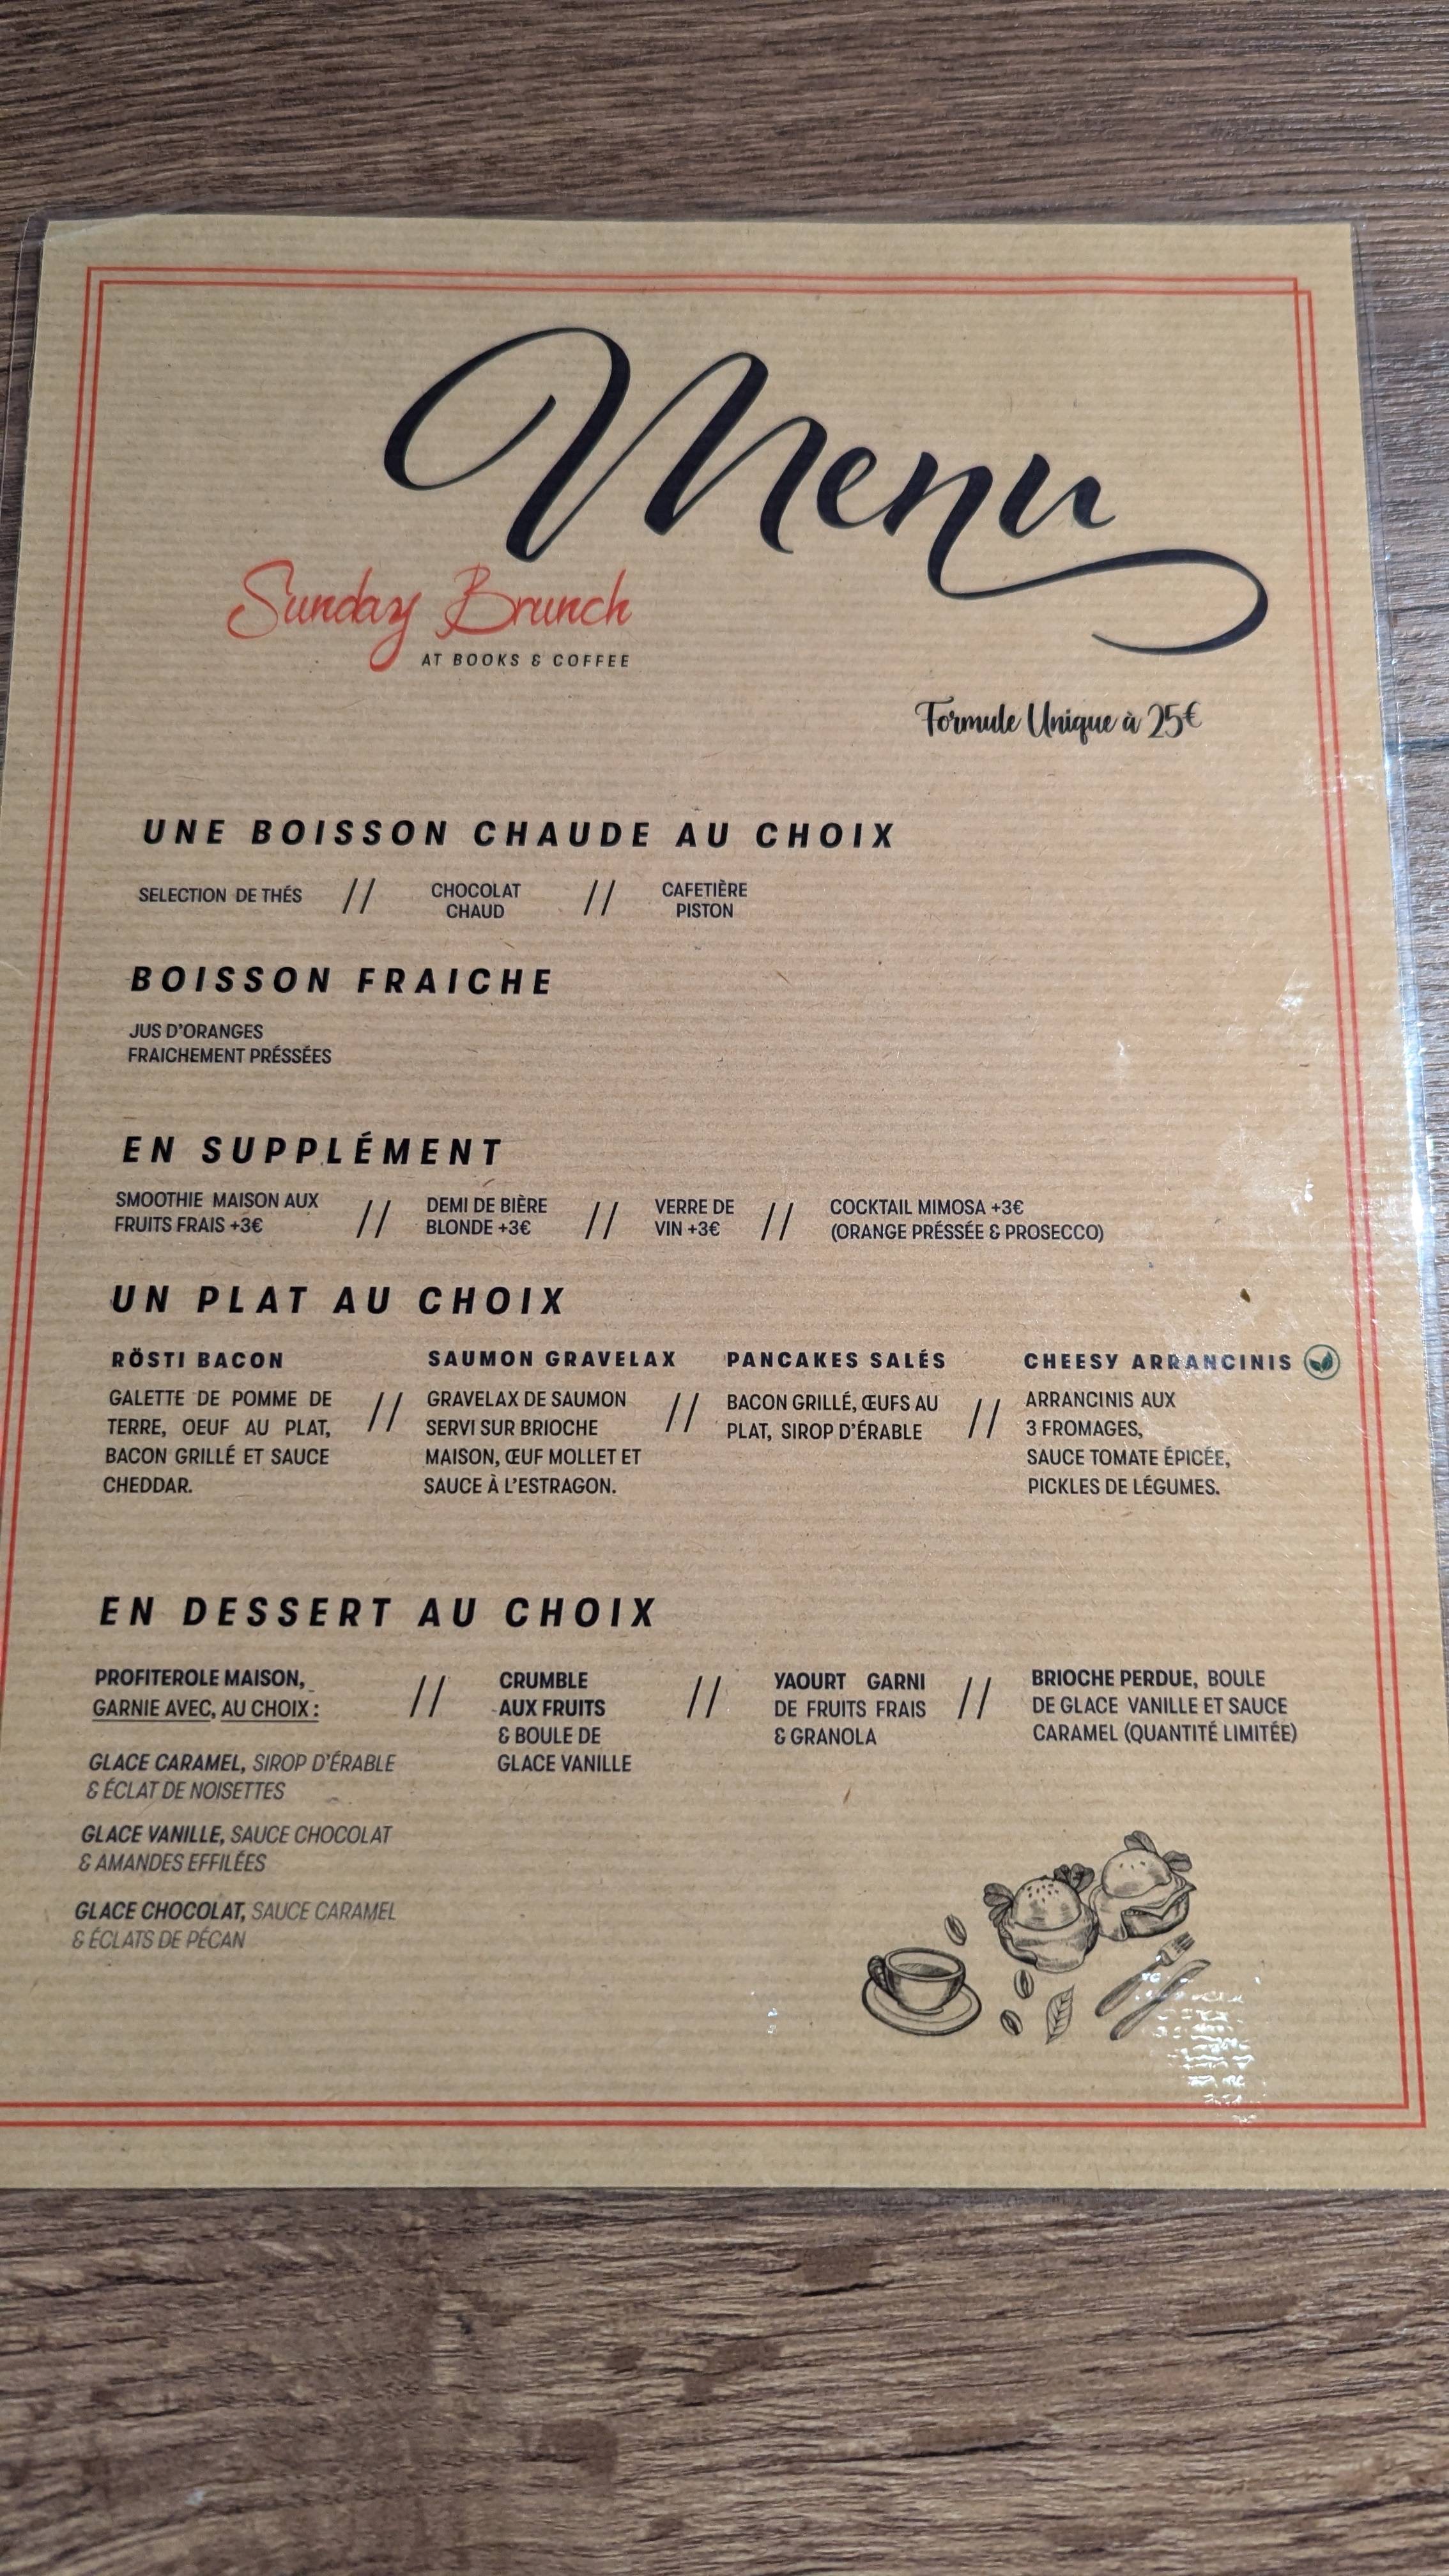 Menu
Sunday Brunch
AT BOOKS & COFFEE
Formule Unique à 25€
UNE BOISSON CHAUDE AU CHOIX
SELECTION DE THÉS // CHOCOLAT CHAUD // CAFETIÈRE PISTON
BOISSON FRAICHE
JUS D'ORANGES
FRAICHEMENT PRÉSSÉES
EN SUPPLÉMENT
SMOOTHIE MAISON AUX
FRUITS FRAIS +3€
//
DEMI DE BIÈRE
BLONDE +3€
//
VERRE DE
VIN +3€
//
COCKTAIL MIMOSA +3€
(ORANGE PRÉSSÉE & PROSECCO)
UN PLAT AU CHOIX
RÖSTI BACON
GALETTE DE POMME DE
TERRE, OEUF AU PLAT,
BACON GRILLÉ ET SAUCE
CHEDDAR.
//
SAUMON GRAVELAX
GRAVELAX DE SAUMON
SERVI SUR BRIOCHE
MAISON, ŒUF MOLLET ET
SAUCE À L'ESTRAGON.
//
PANCAKES SALÉS
BACON GRILLÉ, ŒUFS AU
PLAT, SIROP D'ÉRABLE
//
CHEESY ARRANCINIS
ARRANCINIS AUX
3 FROMAGES,
SAUCE TOMATE ÉPICÉE,
PICKLES DE LÉGUMES.
EN DESSERT AU CHOIX
PROFITEROLE MAISON,
GARNIE AVEC, AU CHOIX :
GLACE CARAMEL, SIROP D'ÉRABLE
& ÉCLAT DE NOISETTES
GLACE VANILLE, SAUCE CHOCOLAT
& AMANDES EFFILÉES
GLACE CHOCOLAT, SAUCE CARAMEL
& ÉCLATS DE PÉCAN
//
CRUMBLE
AUX FRUITS
& BOULE DE
GLACE VANILLE
//
YAOURT GARNI
DE FRUITS FRAIS
& GRANOLA
//
BRIOCHE PERDUE, BOULE
DE GLACE VANILLE ET SAUCE
CARAMEL (QUANTITÉ LIMITÉE)